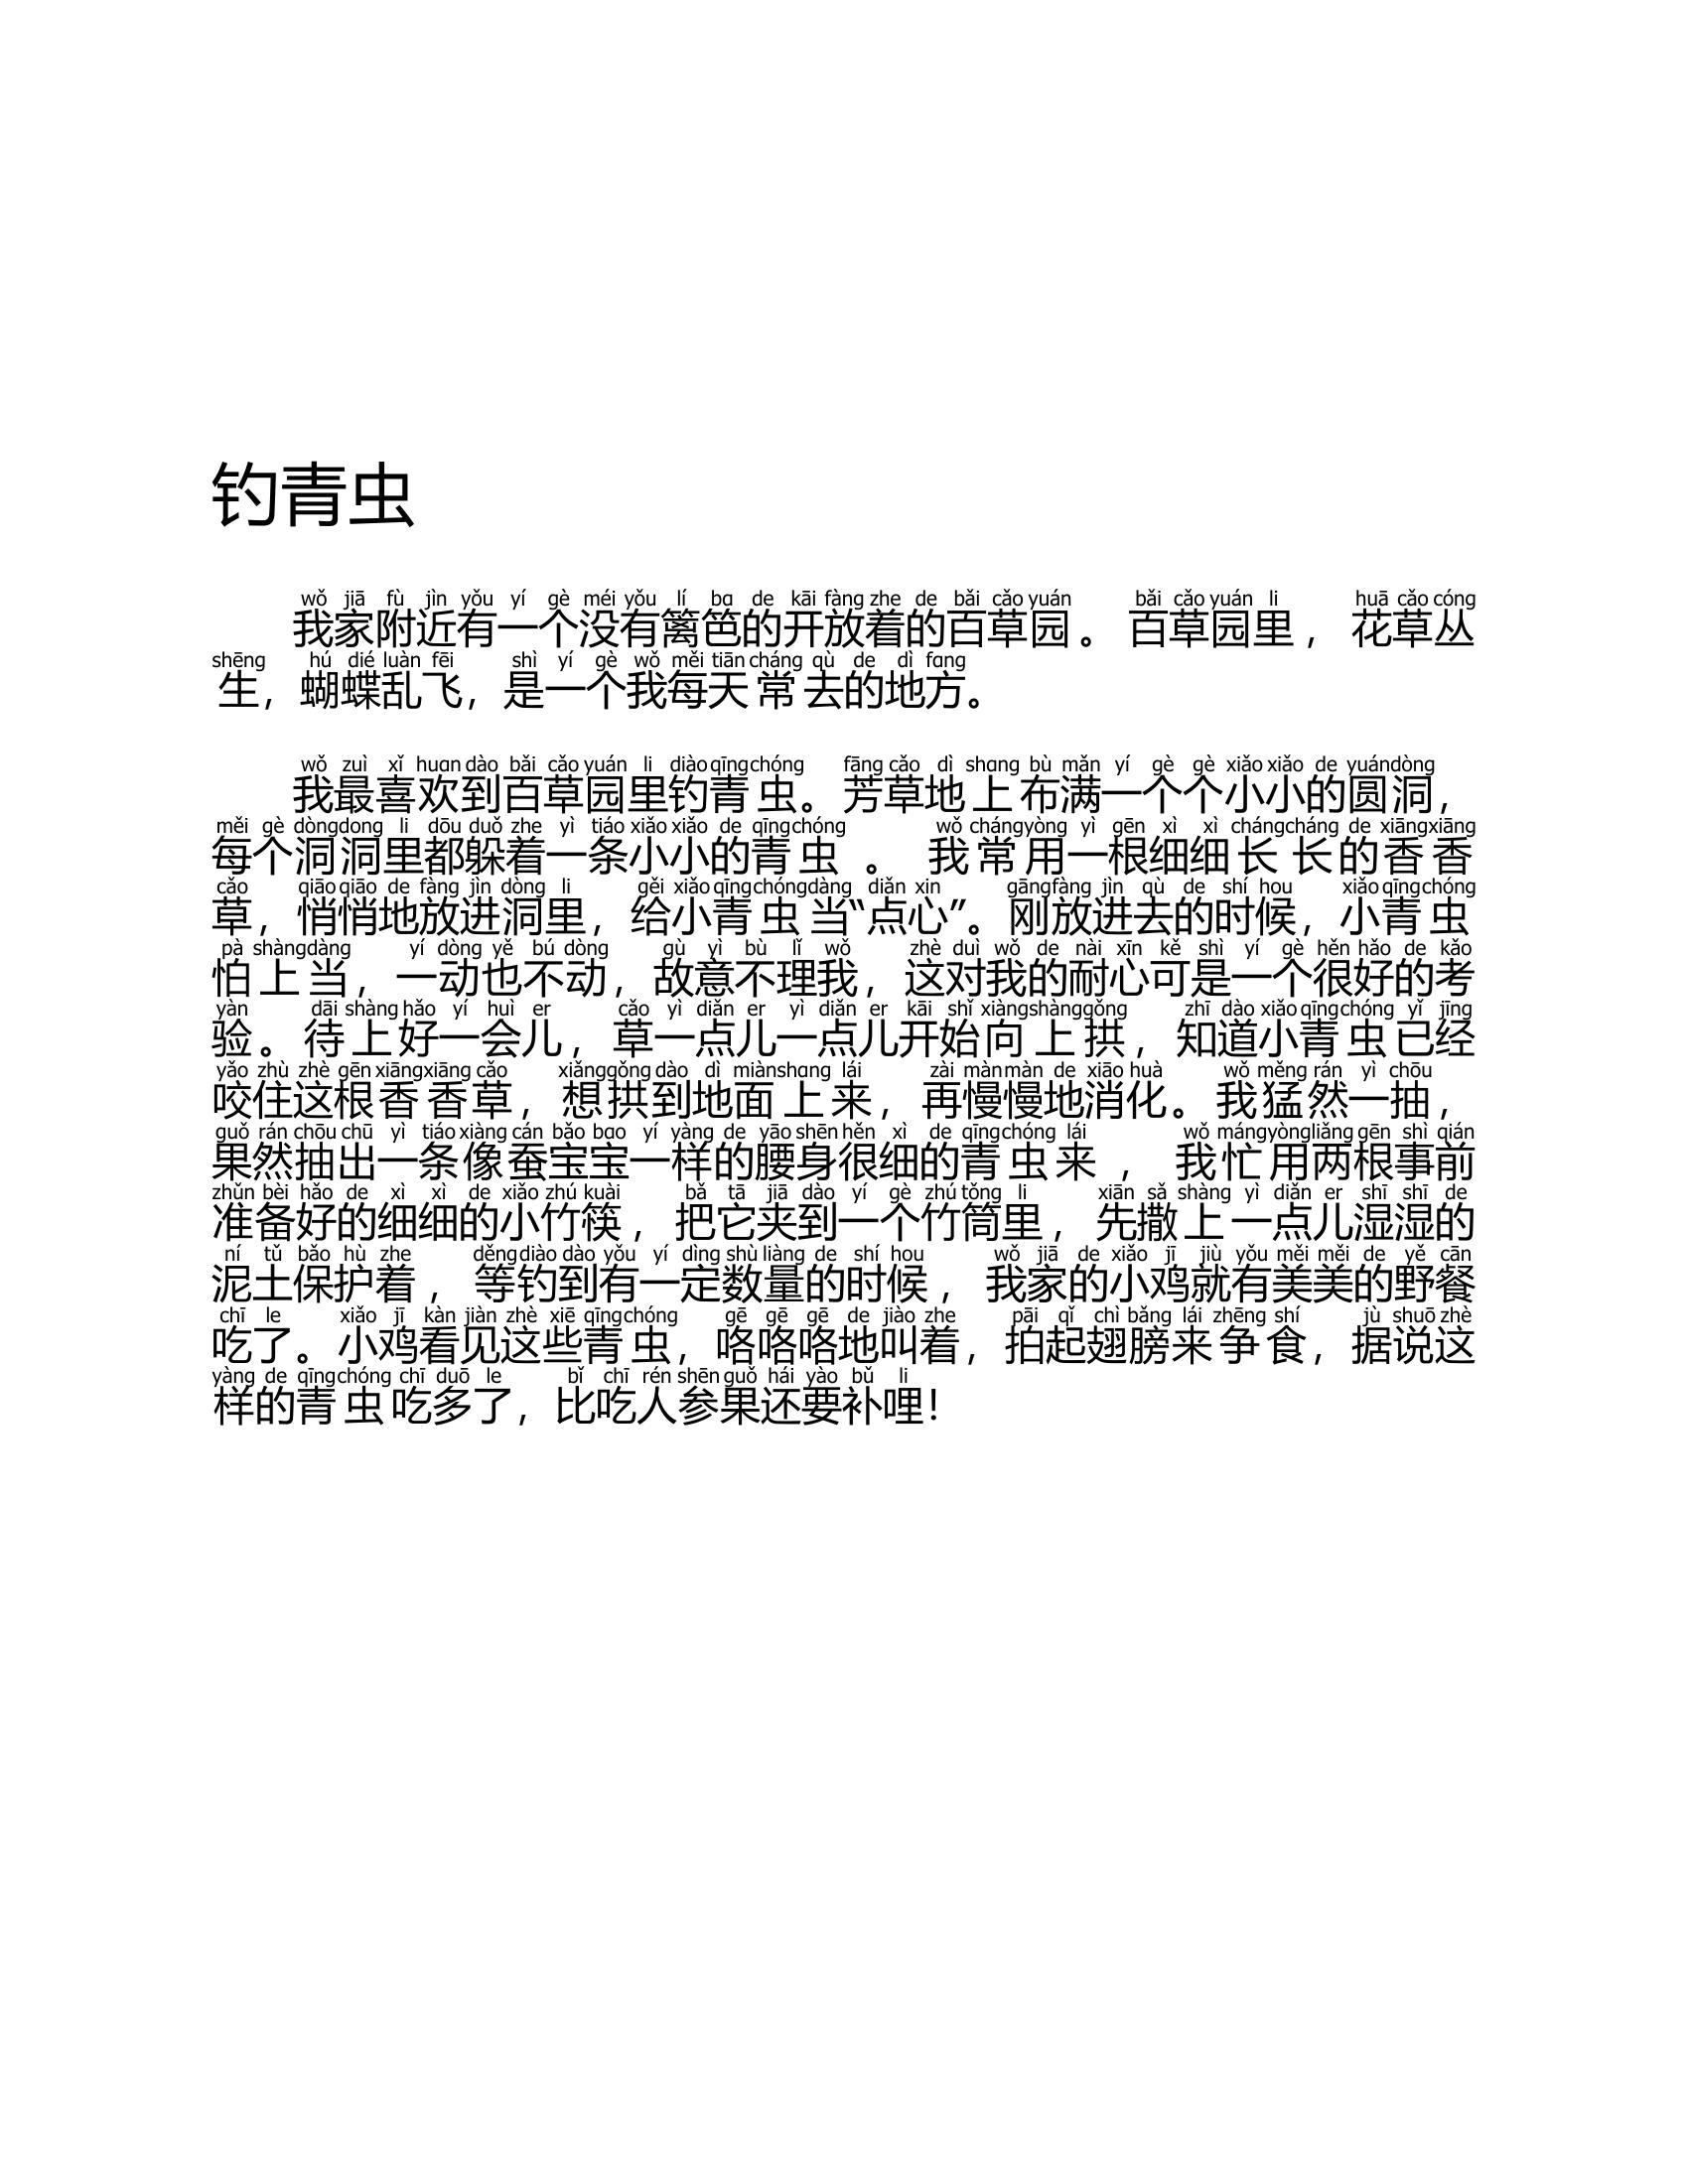 钓青虫
wǒ jiā fù jìn yǒu yí gè méi yǒu lí ba de kāi fàng zhe de bǎi cǎo yuán bǎi cǎo yuán li huā cǎo cóng
我家附近有一个没有篱笆的开放着的百草园。百草园里，花草丛
shēng hú dié luàn fēi shì yí gè wǒ měi tiān cháng qù de dì fang
生，蝴蝶乱飞，是一个我每天常去的地方。
wǒ zuì xǐ huan dào bǎi cǎo yuán li diào qīng chóng fāng cǎo dì shang bù mǎn yí gè gè xiǎo xiǎo de yuán dòng
我最喜欢到百草园里钓青虫。芳草地上布满一个个小小的圆洞，
měi gè dòng dong li dōu duǒ zhe yì tiáo xiǎo xiǎo de qīng chóng wǒ cháng yòng yì gēn xì xì cháng cháng de xiāng xiāng
每个洞洞里都躲着一条小小的青虫。我常用一根细细长长的香香
cǎo qiāo qiāo de fàng jìn dòng li gěi xiǎo qīng chóng dàng diǎn xin gāng fàng jìn qù de shí hou xiǎo qīng chóng
草，悄悄地放进洞里，给小青虫当“点心”。刚放进去的时候，小青虫
pà shàng dàng yí dòng yě bú dòng gù yì bù lǐ wǒ zhè duì wǒ de nài xīn kě shì yí gè hěn hǎo de kǎo
怕上当，一动也不动，故意不理我，这对我的耐心可是一个很好的考
yàn dāi shàng hǎo yí huì er cǎo yì diǎn er yì diǎn er kāi shǐ xiàng shàng gǒng zhī dào xiǎo qīng chóng yǐ jīng
验。待上好一会儿，草一点儿一点儿开始向上拱，知道小青虫已经
yǎo zhù zhè gēn xiāng xiāng cǎo xiǎng gǒng dào dì miàn shang lái zài màn màn de xiāo huà wǒ měng rán yì chōu
咬住这根香香草，想拱到地面上来，再慢慢地消化。我猛然一抽，
guǒ rán chōu chū yì tiáo xiàng cán bǎo bao yí yàng de yāo shēn hěn xì de qīng chóng lái wǒ máng yòng liǎng gēn shì qián
果然抽出一条像蚕宝宝一样的腰身很细的青虫来，我忙用两根事前
zhǔn bèi hǎo de xì xì de xiǎo zhú kuài bǎ tā jiā dào yí gè zhú tǒng li xiān sǎ shàng yì diǎn er shī shī de
准备好的细细的小竹筷，把它夹到一个竹筒里，先撒上一点儿湿湿的
ní tǔ bǎo hù zhe děng diào dào yǒu yí dìng shù liàng de shí hou wǒ jiā de xiǎo jī jiù yǒu měi měi de yě cān
泥土保护着，等钓到有一定数量的时候，我家的小鸡就有美美的野餐
chī le xiǎo jī kàn jiàn zhè xiē qīng chóng gē gē gē de jiào zhe pāi qǐ chì bǎng lái zhēng shí jù shuō zhè
吃了。小鸡看见这些青虫，咯咯咯地叫着，拍起翅膀来争食，据说这
yàng de qīng chóng chī duō le bǐ chī rén shēn guǒ hái yào bǔ li
样的青虫吃多了，比吃人参果还要补哩！